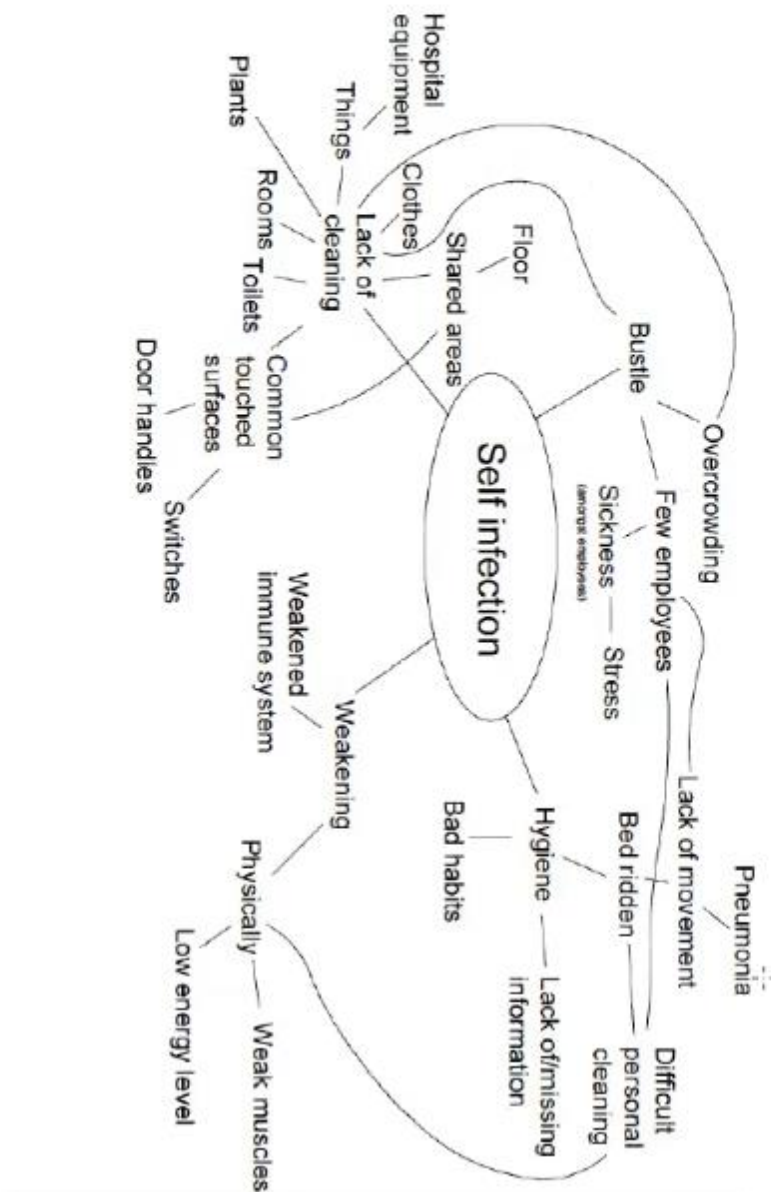 Pneumonia
Overcrowding
Lack of movement
Few employees
Difficult
personal
cleaning
Bustle
Bed ridden
Sickness
(amongst employees)
Stress
Hygiene
Lack of/missing
information
Floor
Shared areas
Self infection
Bad habits
Hospital
equipment
Clothes
Things
Lack of
cleaning
Weakening
Weakened
immune system
Plants
Rooms
Toilets
Common
touched
surfaces
Physically
Weak muscles
Door handles
Switches
Low energy level